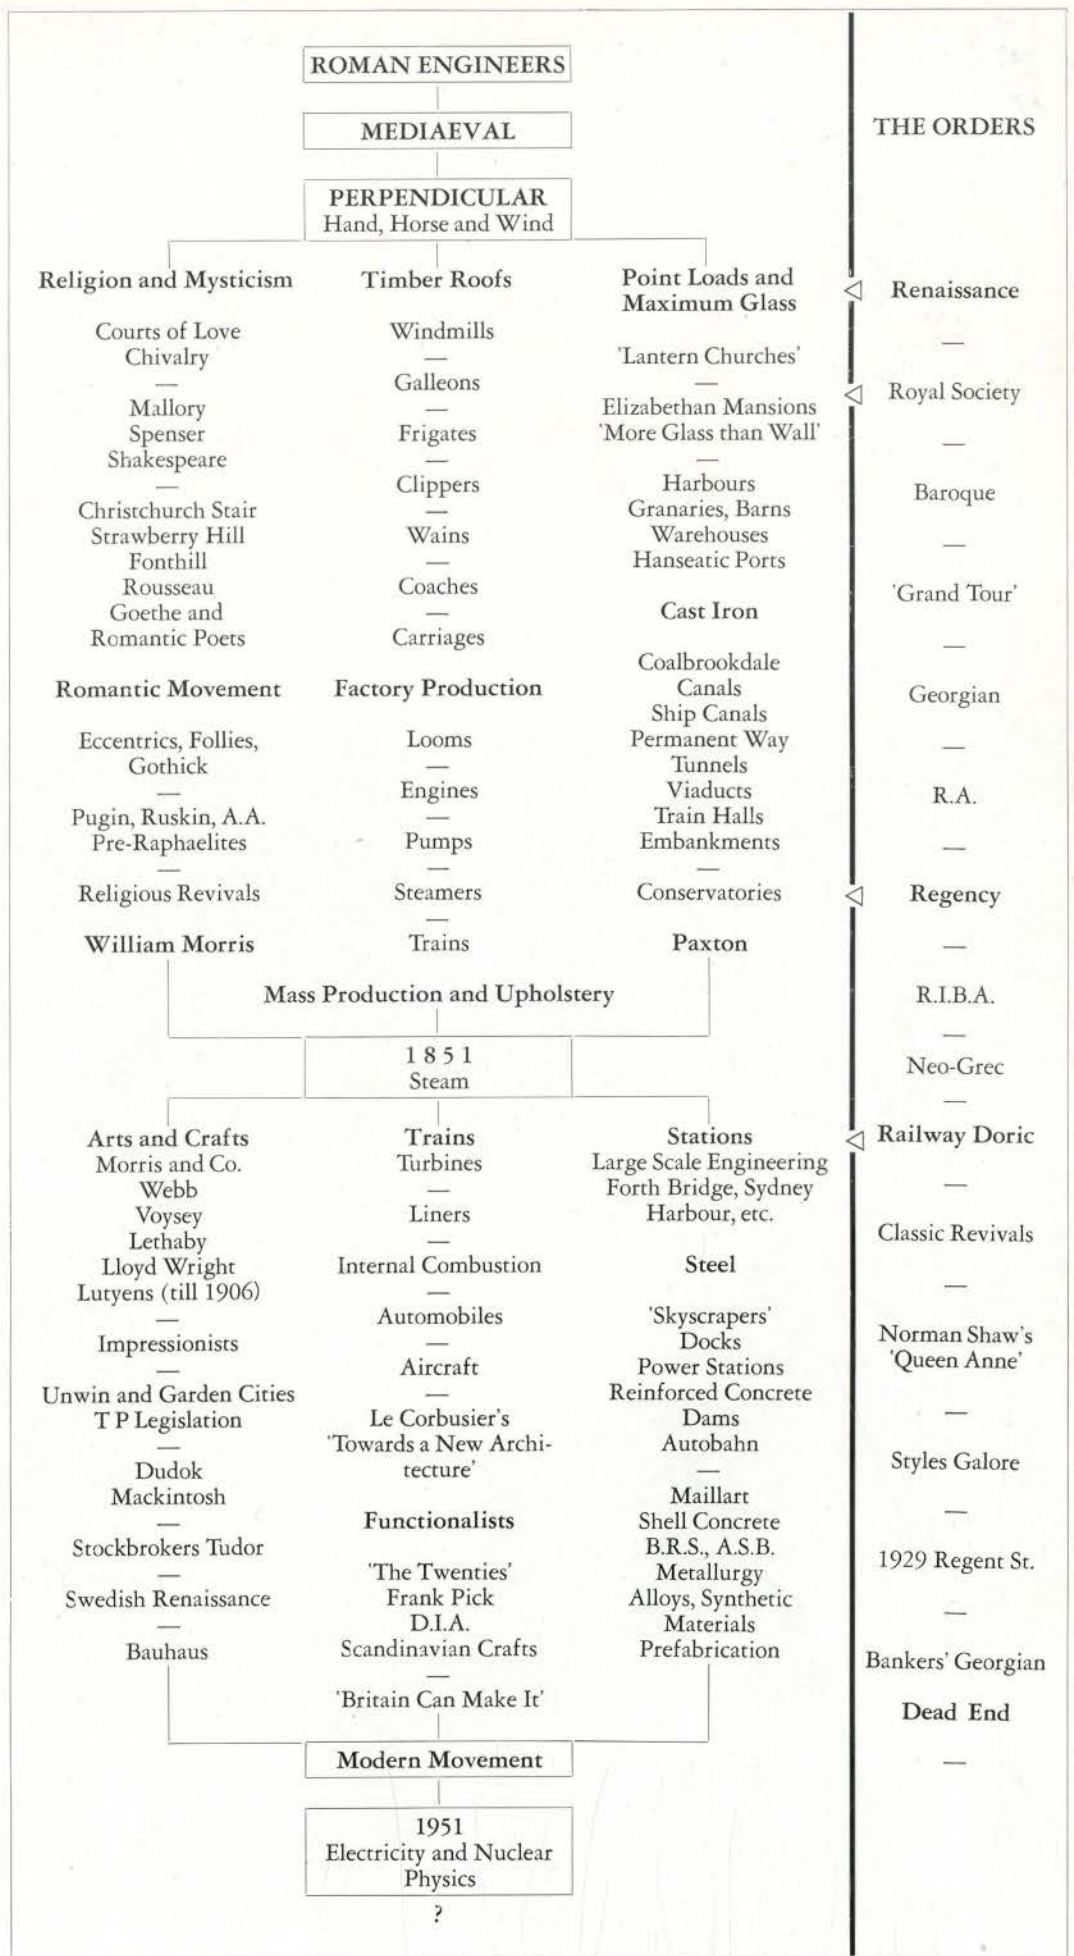 ROMAN ENGINEERS
MEDIAEVAL
PERPENDICULAR
Hand, Horse and Wind
Religion and Mysticism
Courts of Love
Chivalry
—
Mallory
Spenser
Shakespeare
—
Christchurch Stair
Strawberry Hill
Fonthill
Rousseau
Goethe and
Romantic Poets
Romantic Movement
Eccentrics, Follies,
Gothick
—
Pugin, Ruskin, A.A.
Pre-Raphaelites
—
Religious Revivals
William Morris
Timber Roofs
Windmills
—
Galleons
—
Frigates
—
Clippers
—
Wains
—
Coaches
—
Carriages
Factory Production
Looms
—
Engines
—
Pumps
—
Steamers
—
Trains
Point Loads and
Maximum Glass
'Lantern Churches'
—
Elizabethan Mansions
'More Glass than Wall'
—
Harbours
Granaries, Barns
Warehouses
Hanseatic Ports
Cast Iron
Coalbrookdale
Canals
Ship Canals
Permanent Way
Tunnels
Viaducts
Train Halls
Embankments
—
Conservatories
Paxton
Mass Production and Upholstery
1851
Steam
Arts and Crafts
Morris and Co.
Webb
Voysey
Lethaby
Lloyd Wright
Lutyens (till 1906)
—
Impressionists
—
Unwin and Garden Cities
T P Legislation
—
Dudok
Mackintosh
—
Stockbrokers Tudor
—
Swedish Renaissance
—
Bauhaus
Trains
Turbines
—
Liners
—
Internal Combustion
—
Automobiles
—
Aircraft
—
Le Corbusier's
'Towards a New Archi-
tecture'
Functionalists
'The Twenties'
Frank Pick
D.I.A.
Scandinavian Crafts
—
'Britain Can Make It'
Stations
Large Scale Engineering
Forth Bridge, Sydney
Harbour, etc.
Steel
'Skyscrapers'
Docks
Power Stations
Reinforced Concrete
Dams
Autobahn
—
Maillart
Shell Concrete
B.R.S., A.S.B.
Metallurgy
Alloys, Synthetic
Materials
Prefabrication
Modern Movement
1951
Electricity and Nuclear
Physics
?
THE ORDERS
Renaissance
—
Royal Society
—
Baroque
—
'Grand Tour'
—
Georgian
—
R.A.
—
Regency
—
R.I.B.A.
—
Neo-Grec
—
Railway Doric
—
Classic Revivals
—
Norman Shaw's
'Queen Anne'
—
Styles Galore
—
1929 Regent St.
—
Bankers' Georgian
Dead End
—